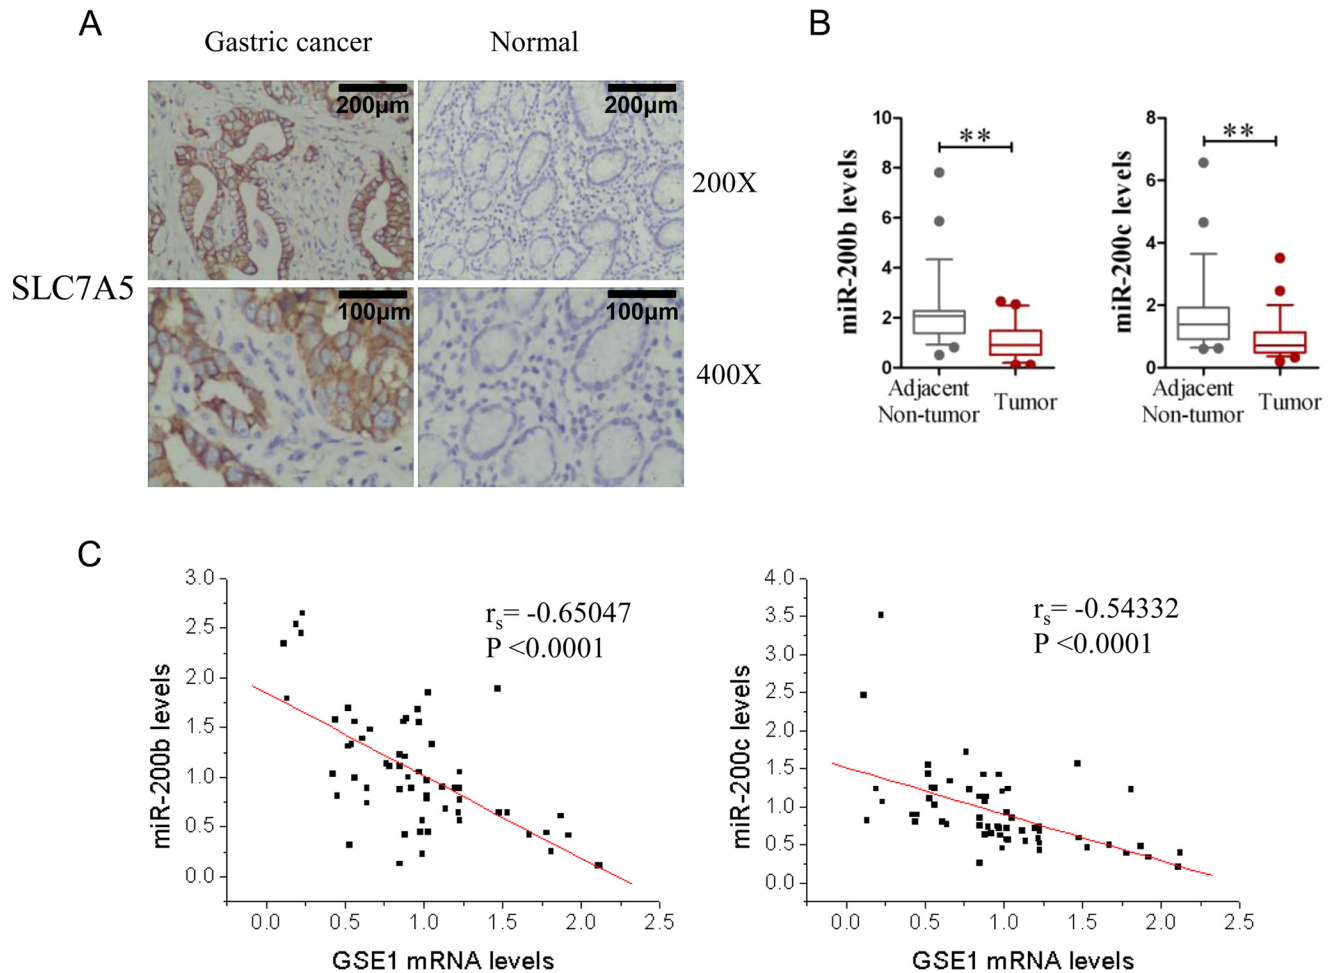 A
Gastric cancer
Normal
200μm
200μm
200X
SLC7A5
100μm
100μm
400X
B
miR-200b levels
10
8
6
4
2
0
**
Adjacent
Non-tumor
Tumor
miR-200c levels
8
6
4
2
0
**
Adjacent
Non-tumor
Tumor
C
miR-200b levels
3.0
2.5
2.0
1.5
1.0
0.5
0.0
rs= -0.65047
P <0.0001
0.0 0.5 1.0 1.5 2.0 2.5
GSE1 mRNA levels
miR-200c levels
4.0
3.5
3.0
2.5
2.0
1.5
1.0
0.5
0.0
rs= -0.54332
P <0.0001
0.0 0.5 1.0 1.5 2.0 2.5
GSE1 mRNA levels